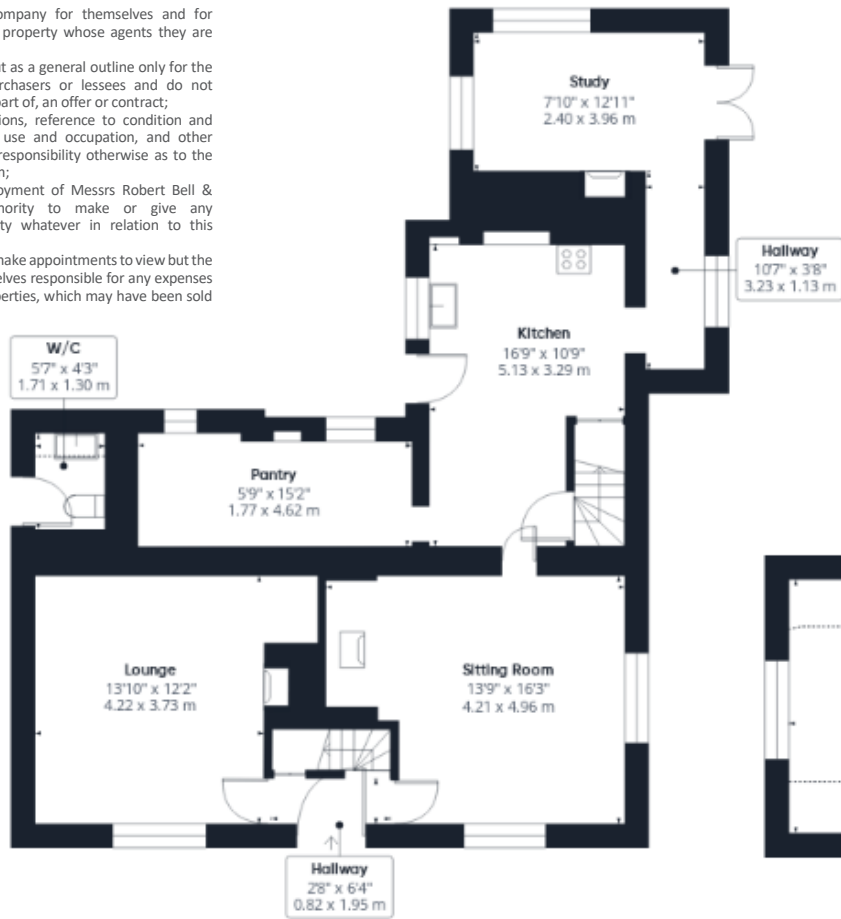 ompany for themselves and for
property whose agents they are
t as a general outline only for the
rchasers or lessees and do not
art of, an offer or contract;
ions, reference to condition and
use and occupation, and other
responsibility otherwise as to the
m;
oyment of Messrs Robert Bell &
hority to make or give any
ty whatever in relation to this
make appointments to view but the
elves responsible for any expenses
perties, which may have been sold
Study
7'10" x 12'11"
2.40 x 3.96 m
Hallway
10'7" x 3'8"
3.23 x 1.13 m
Kitchen
16'9" x 10'9"
5.13 x 3.29 m
W/C
5'7" x 4'3"
1.71 x 1.30 m
Pantry
5'9" x 15'2"
1.77 x 4.62 m
Lounge
13'10" x 12'2"
4.22 x 3.73 m
Sitting Room
13'9" x 16'3"
4.21 x 4.96 m
Hallway
2'8" x 6'4"
0.82 x 1.95 m